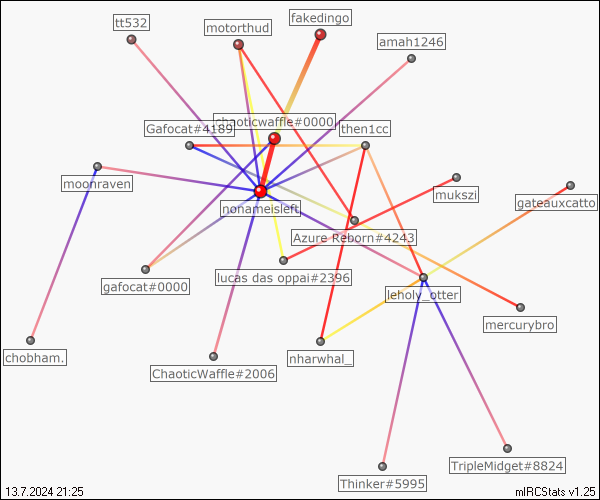 tt532
motorthud
fakedingo
amah1246
chaoticwaffle#0000
Gafocat#4189
then1cc
moonraven
mukszi
gateauxcatto
nonameisleft
Azure Reborn#4243
gafocat#0000
lucas das oppai#2396
leholy_otter
mercurybro
chobham.
nharwhal_
ChaoticWaffle#2006
TripleMidget#8824
Thinker#5995
13.7.2024 21:25
mIRCStats v1.25